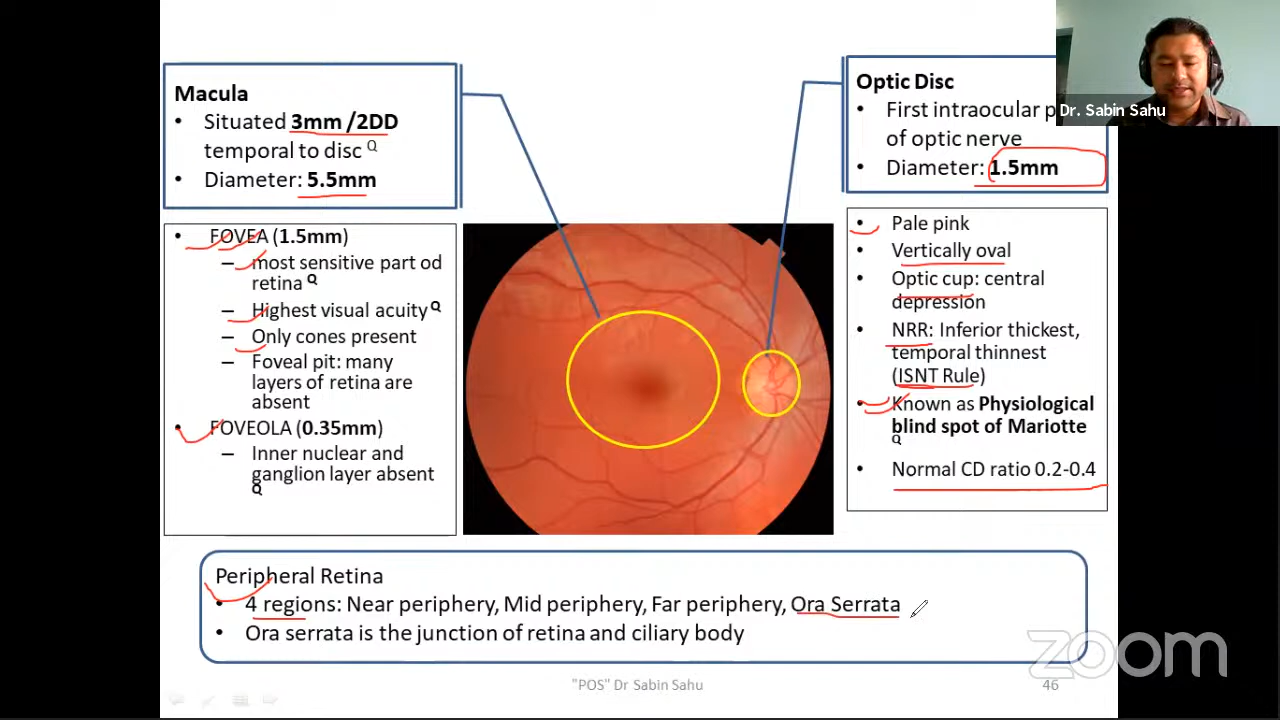 Macula
• Situated 3mm /2DD
temporal to disc Q
• Diameter: 5.5mm
• FOVEA (1.5mm)
– most sensitive part od
retina Q
– Highest visual acuity Q
– Only cones present
– Foveal pit: many
layers of retina are
absent
• FOVEOLA (0.35mm)
– Inner nuclear and
ganglion layer absent
Q
Optic Disc
• First intraocular p
of optic nerve
• Diameter: 1.5mm
Dr. Sabin Sahu
• Pale pink
• Vertically oval
• Optic cup: central
depression
• NRR: Inferior thickest,
temporal thinnest
(ISNT Rule)
• Known as Physiological
blind spot of Mariotte
Q
• Normal CD ratio 0.2-0.4
Peripheral Retina
• 4 regions: Near periphery, Mid periphery, Far periphery, Ora Serrata
• Ora serrata is the junction of retina and ciliary body
zoom
"POS" Dr Sabin Sahu
46